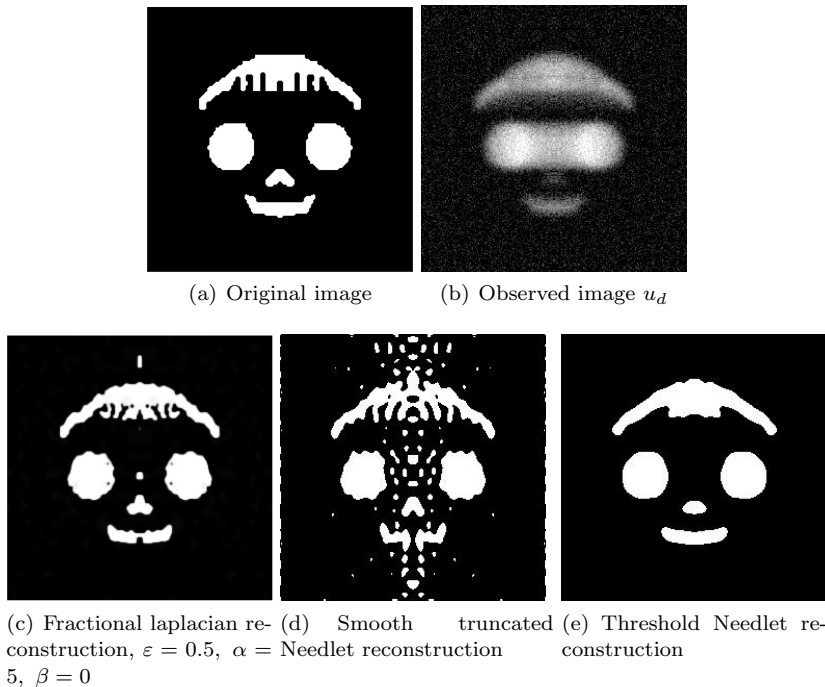 (a) Original image
(b) Observed image u_d
(c) Fractional laplacian re-
construction, ε = 0.5, α =
5, β = 0
(d) Smooth truncated
Needlet reconstruction
(e) Threshold Needlet re-
construction